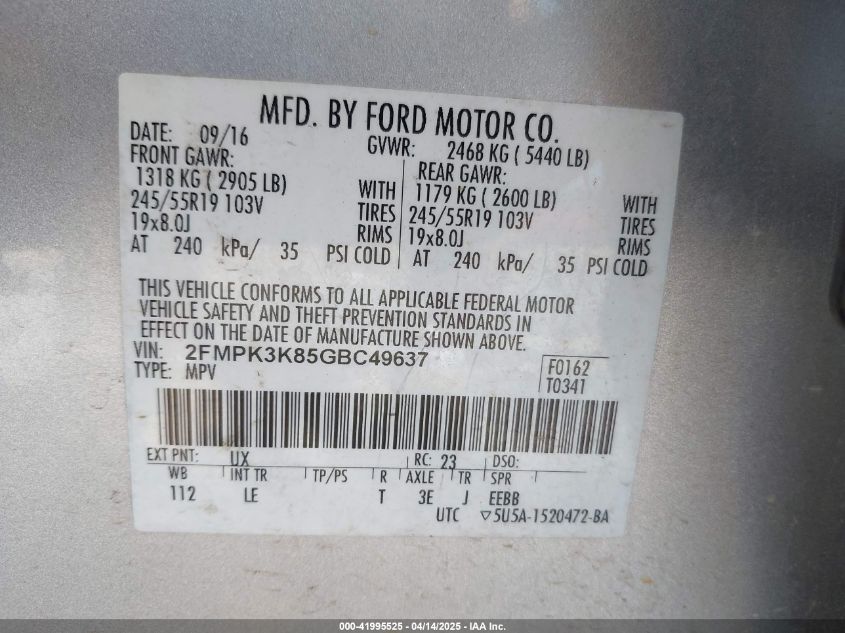 MFD. BY FORD MOTOR CO.
DATE: 09/16 GVWR: 2468 KG ( 5440 LB)
FRONT GAWR: REAR GAWR:
1318 KG ( 2905 LB) WITH 1179 KG ( 2600 LB) WITH
245/55R19 103V TIRES 245/55R19 103V TIRES
19x8.0J RIMS 19x8.0J RIMS
AT 240 kPa/ 35 PSI COLD AT 240 kPa/ 35 PSI COLD
THIS VEHICLE CONFORMS TO ALL APPLICABLE FEDERAL MOTOR
VEHICLE SAFETY AND THEFT PREVENTION STANDARDS IN
EFFECT ON THE DATE OF MANUFACTURE SHOWN ABOVE.
VIN: 2FMPK3K85GBC49637 F0162
TYPE: MPV T0341
EXT PNT: UX RC: 23 DSO:
WB INT TR TP/PS R AXLE TR SPR
112 LE T 3E J EEBB
UTC ▽5U5A-1520472-BA
000-41995525 - 04/14/2025 - IAA Inc.